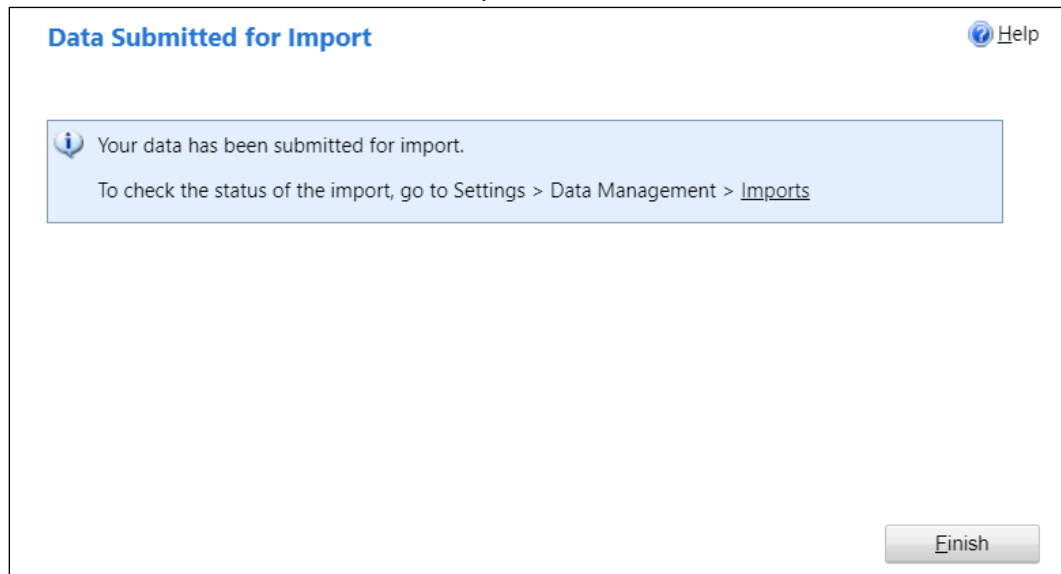 Data Submitted for Import
Help
Your data has been submitted for import.
To check the status of the import, go to Settings > Data Management > Imports
Finish